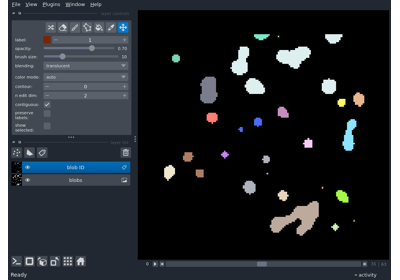 File View Plugins Window Help
label: 1
opacity: 0.70
brush size: 10
blending: translucent
color mode: auto
contour: 0
n edit dim: 2
contiguous:
preserve
labels:
show
selected:
blob ID
blobs
0
Ready
activity